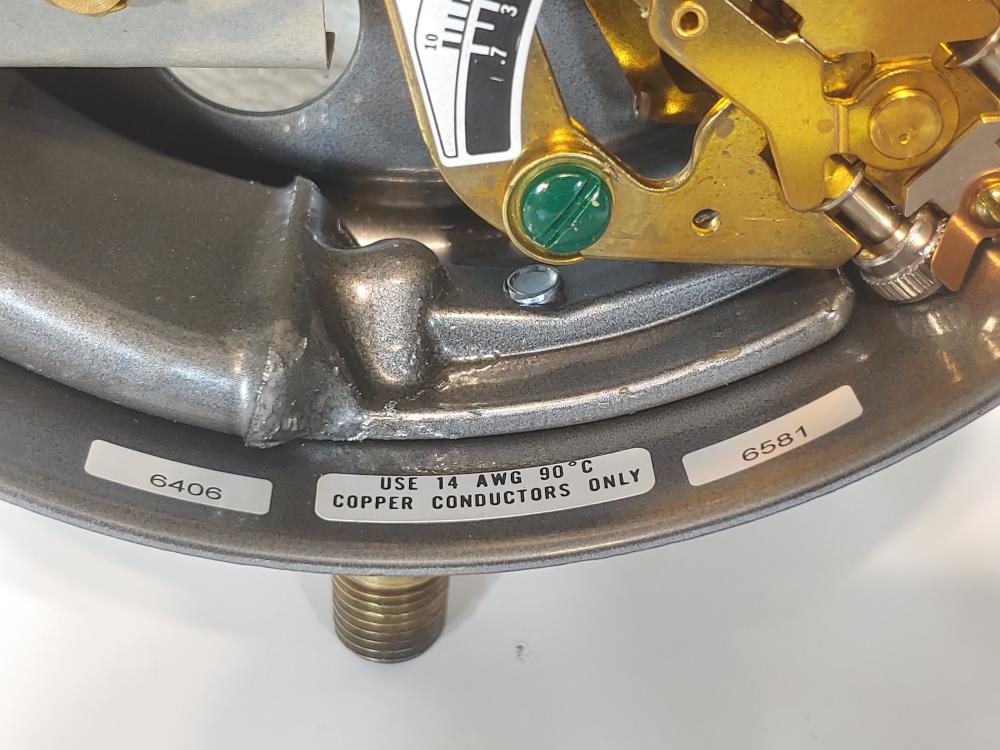 10
.7 3
6406
USE 14 AWG 90°C
COPPER CONDUCTORS ONLY
6581